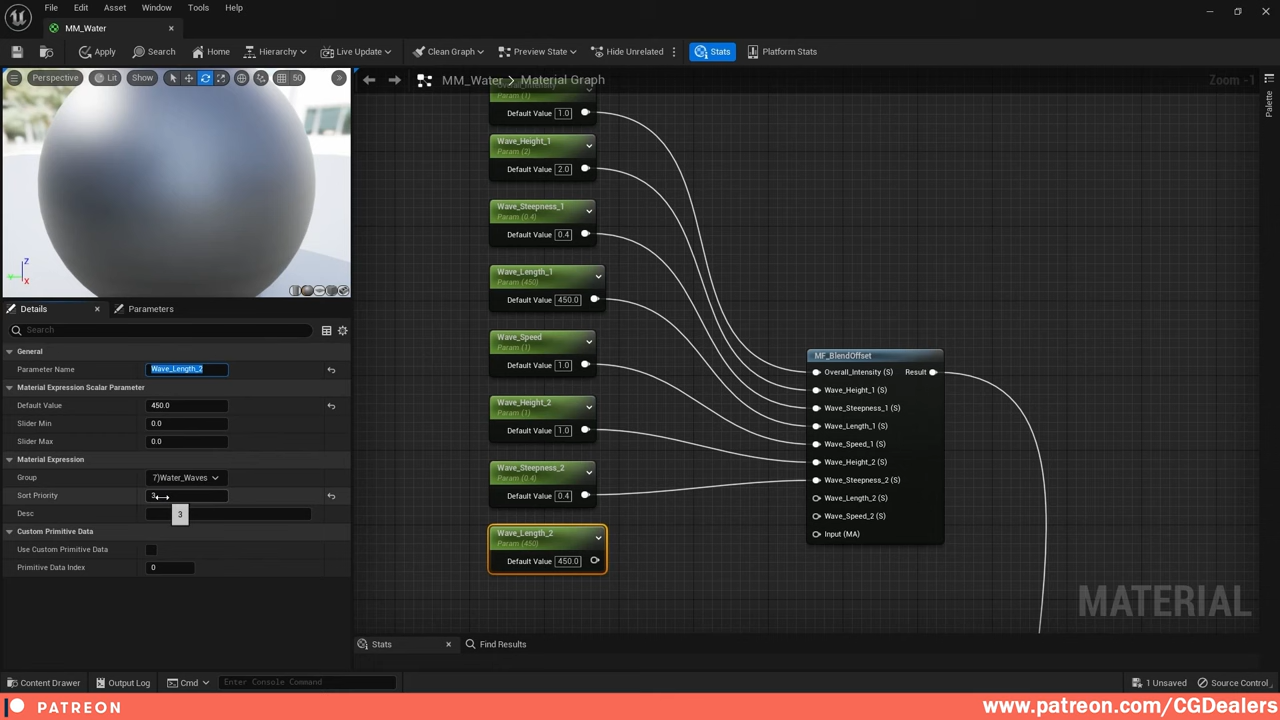 File Edit Asset Window Tools Help
MM_Water
Apply Search Home Hierarchy Live Update Clean Graph Preview State Hide Unrelated Stats Platform Stats
Perspective Lit Show 50
MM_Water > Material Graph Zoom -1
Palette
Overall_Intensity
Param (1)
Default Value 1.0
Wave_Height_1
Param (2)
Default Value 2.0
Wave_Steepness_1
Param (0.4)
Default Value 0.4
Wave_Length_1
Param (450)
Default Value 450.0
Wave_Speed
Param (1)
Default Value 1.0
Wave_Height_2
Param (1)
Default Value 1.0
Wave_Steepness_2
Param (0.4)
Default Value 0.4
Wave_Length_2
Param (450)
Default Value 450.0
MF_BlendOffset
Overall_Intensity (S) Result
Wave_Height_1 (S)
Wave_Steepness_1 (S)
Wave_Length_1 (S)
Wave_Speed_1 (S)
Wave_Height_2 (S)
Wave_Steepness_2 (S)
Wave_Length_2 (S)
Wave_Speed_2 (S)
Input (MA)
MATERIAL
Z
Y
X
Details Parameters
Search
General
Parameter Name Wave_Length_2
Material Expression Scalar Parameter
Default Value 450.0
Slider Min 0.0
Slider Max 0.0
Material Expression
Group 7)Water_Waves
Sort Priority 3
Desc 3
Custom Primitive Data
Use Custom Primitive Data
Primitive Data Index 0
Stats Find Results
Content Drawer Output Log Cmd Enter Console Command 1 Unsaved Source Control
PATREON www.patreon.com/CGDealers